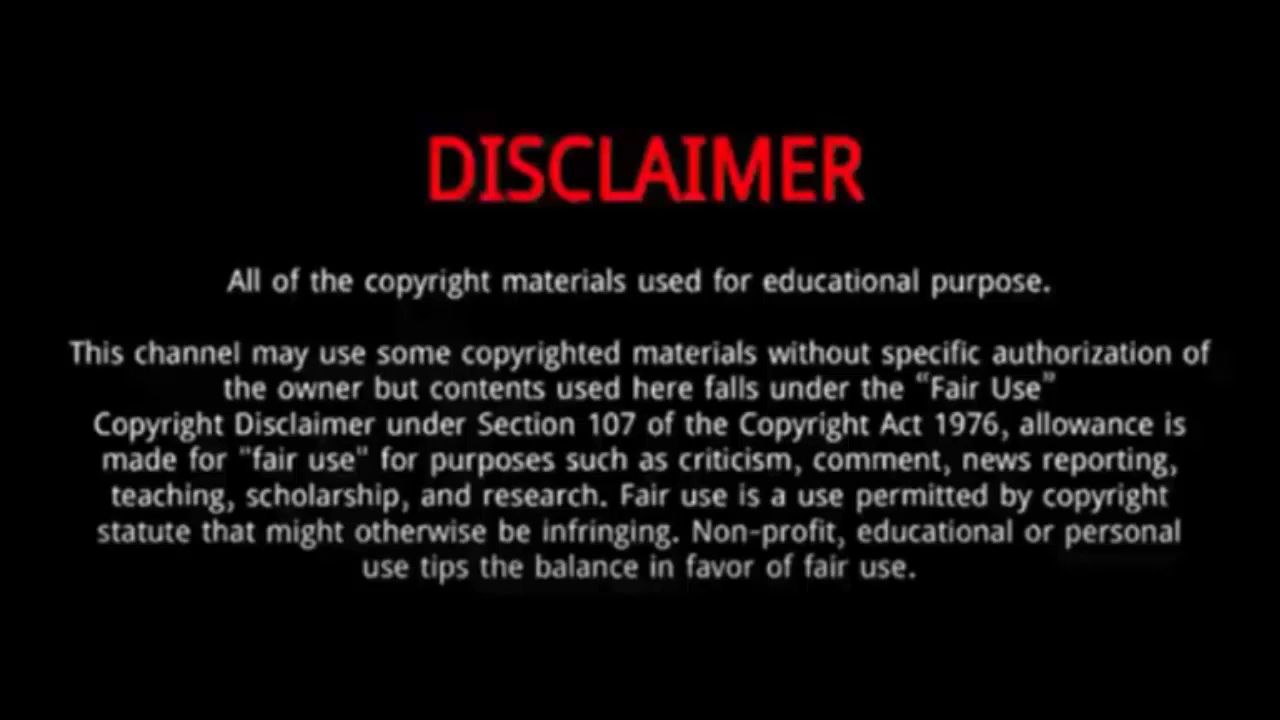 DISCLAIMER
All of the copyright materials used for educational purpose.
This channel may use some copyrighted materials without specific authorization of
the owner but contents used here falls under the “Fair Use”
Copyright Disclaimer under Section 107 of the Copyright Act 1976, allowance is
made for "fair use" for purposes such as criticism, comment, news reporting,
teaching, scholarship, and research. Fair use is a use permitted by copyright
statute that might otherwise be infringing. Non-profit, educational or personal
use tips the balance in favor of fair use.